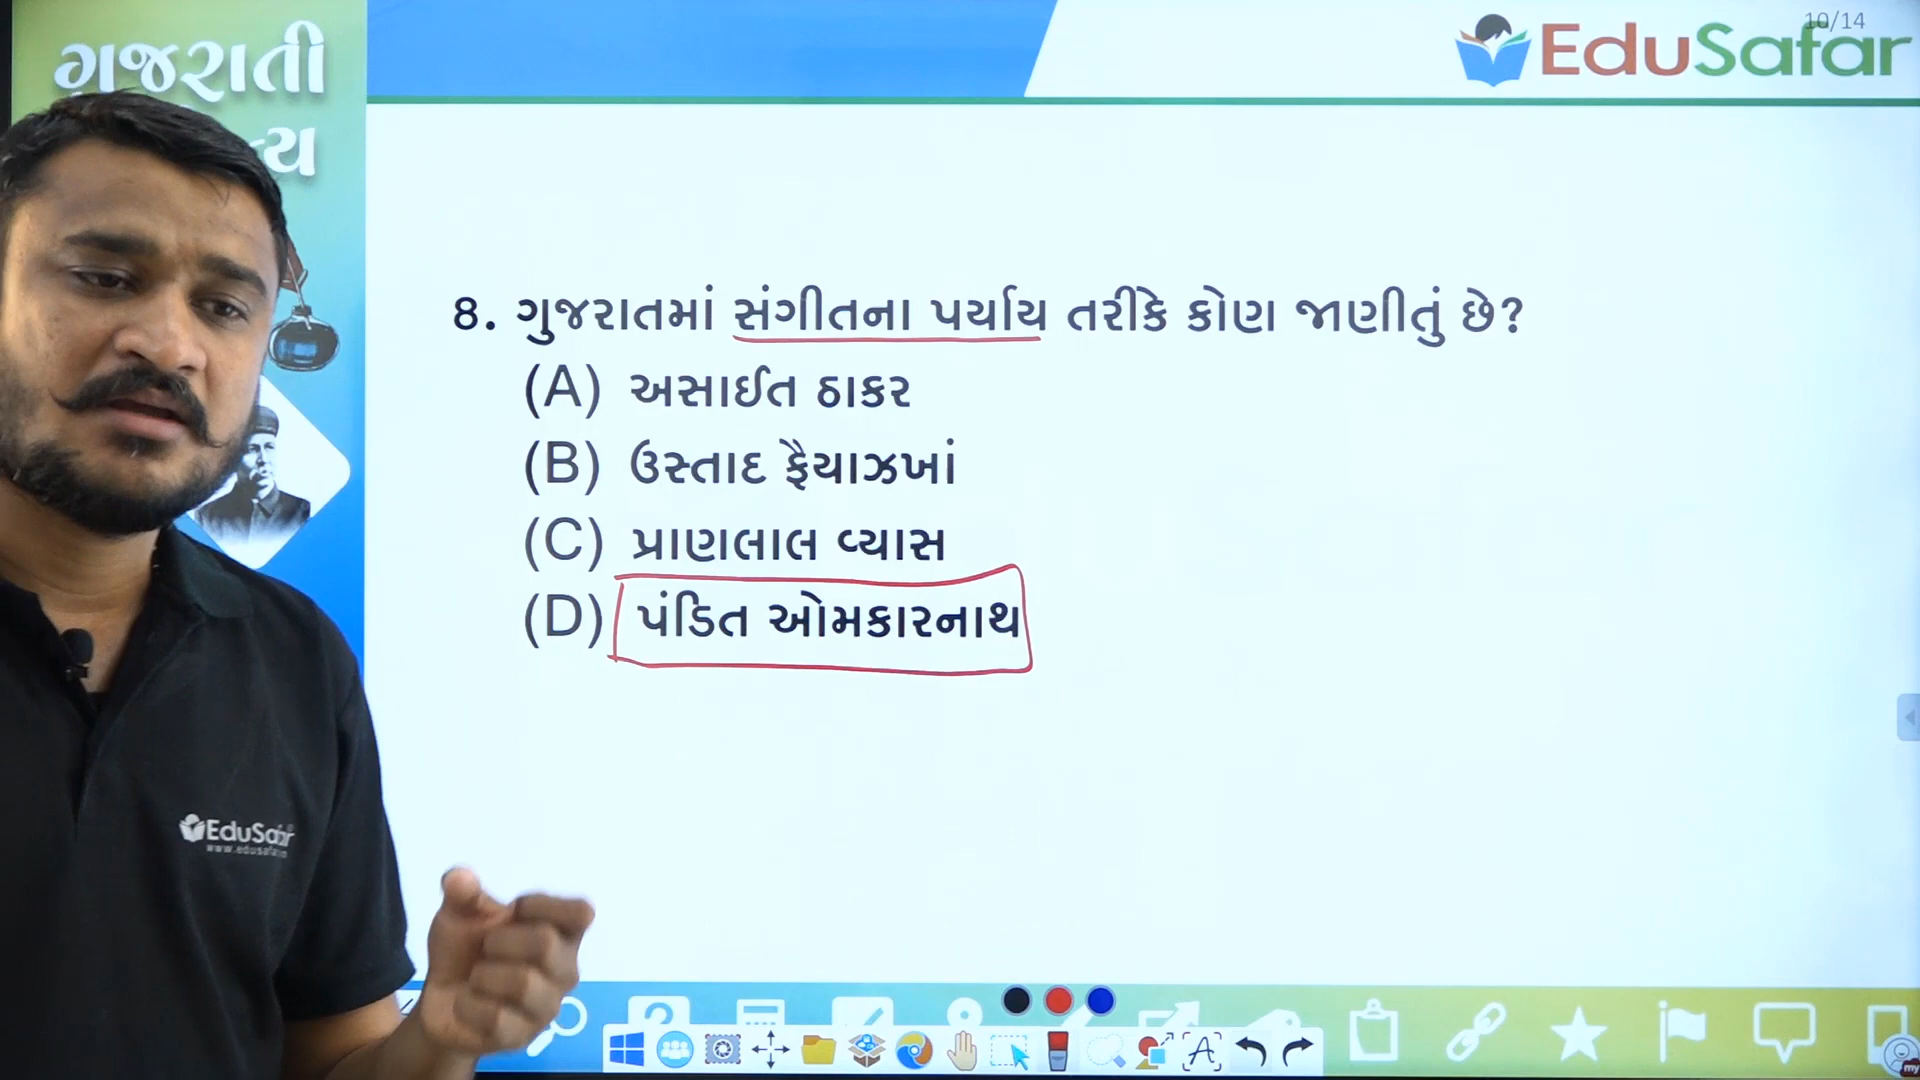 ગુજરાતી
ત્ય
10/14
EduSafar
8. ગુજરાતમાં સંગીતના પર્યાય તરીકે કોણ જાણીતું છે?
(A) અસાઈત ઠાકર
(B) ઉસ્તાદ ફૈયાઝખાં
(C) પ્રાણલાલ વ્યાસ
(D) પંડિત ઓમકારનાથ
EduSafar